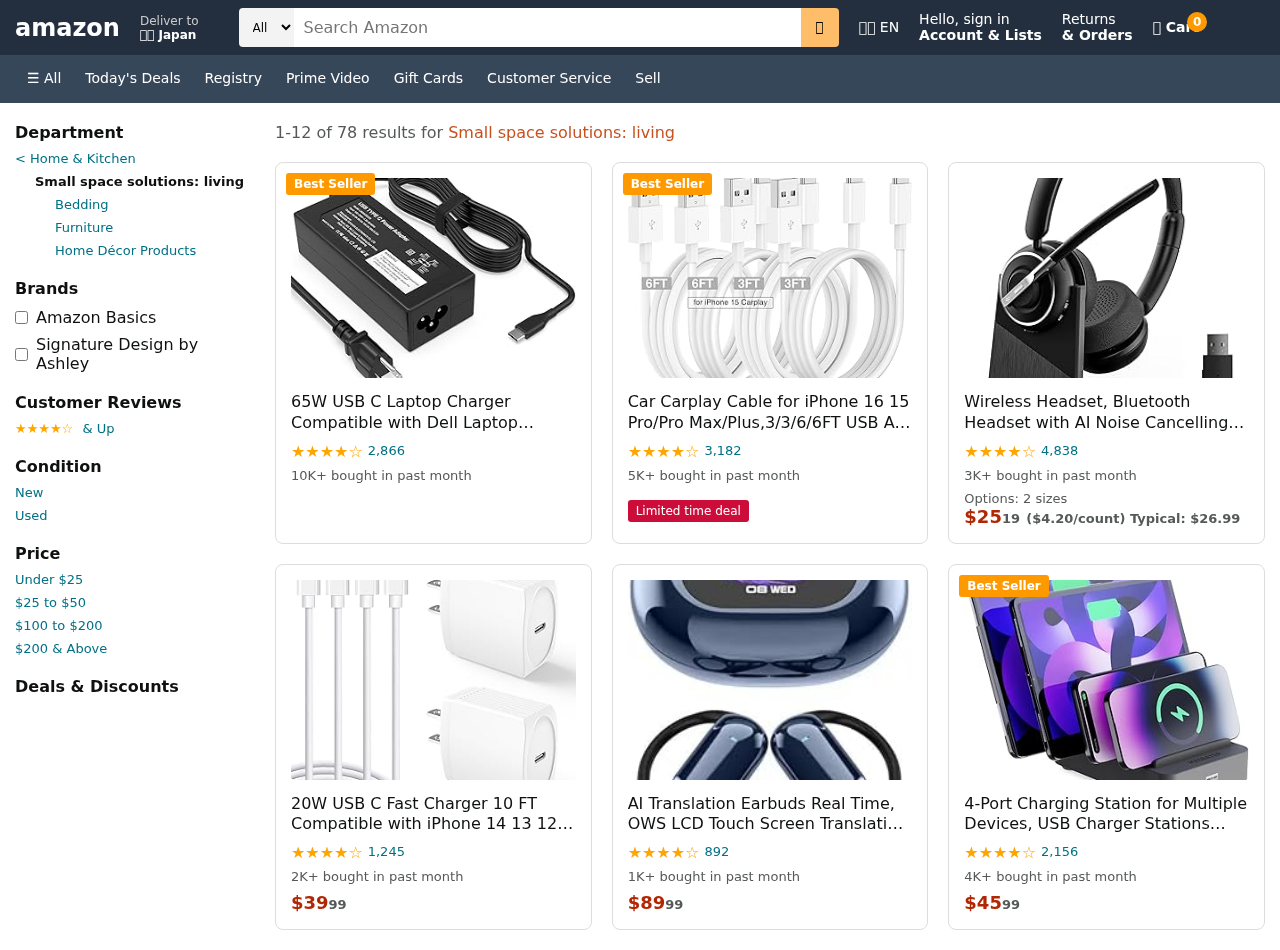 amazon
Deliver to
Japan
All
Search Amazon
EN
Hello, sign in
Account & Lists
Returns
& Orders
0
☰ All
Today's Deals
Registry
Prime Video
Gift Cards
Customer Service
Sell
Department
< Home & Kitchen
Small space solutions: living
Bedding
Furniture
Home Décor Products
Brands
Amazon Basics
Signature Design by
Ashley
Customer Reviews
★★★★☆ & Up
Condition
New
Used
Price
Under $25
$25 to $50
$100 to $200
$200 & Above
Deals & Discounts
1-12 of 78 results for Small space solutions: living
Best Seller
USB TYPE C Power Adapter
65W USB C Laptop Charger
Compatible with Dell Laptop…
★★★★☆ 2,866
10K+ bought in past month
Best Seller
6FT 6FT 3FT 3FT
for iPhone 15 Carplay
Car Carplay Cable for iPhone 16 15
Pro/Pro Max/Plus,3/3/6/6FT USB A…
★★★★☆ 3,182
5K+ bought in past month
Limited time deal
Wireless Headset, Bluetooth
Headset with AI Noise Cancelling…
★★★★☆ 4,838
3K+ bought in past month
Options: 2 sizes
$25 19 ($4.20/count) Typical: $26.99
20W USB C Fast Charger 10 FT
Compatible with iPhone 14 13 12…
★★★★☆ 1,245
2K+ bought in past month
$39 99
08 WED
AI Translation Earbuds Real Time,
OWS LCD Touch Screen Translati…
★★★★☆ 892
1K+ bought in past month
$89 99
Best Seller
4-Port Charging Station for Multiple
Devices, USB Charger Stations…
★★★★☆ 2,156
4K+ bought in past month
$45 99